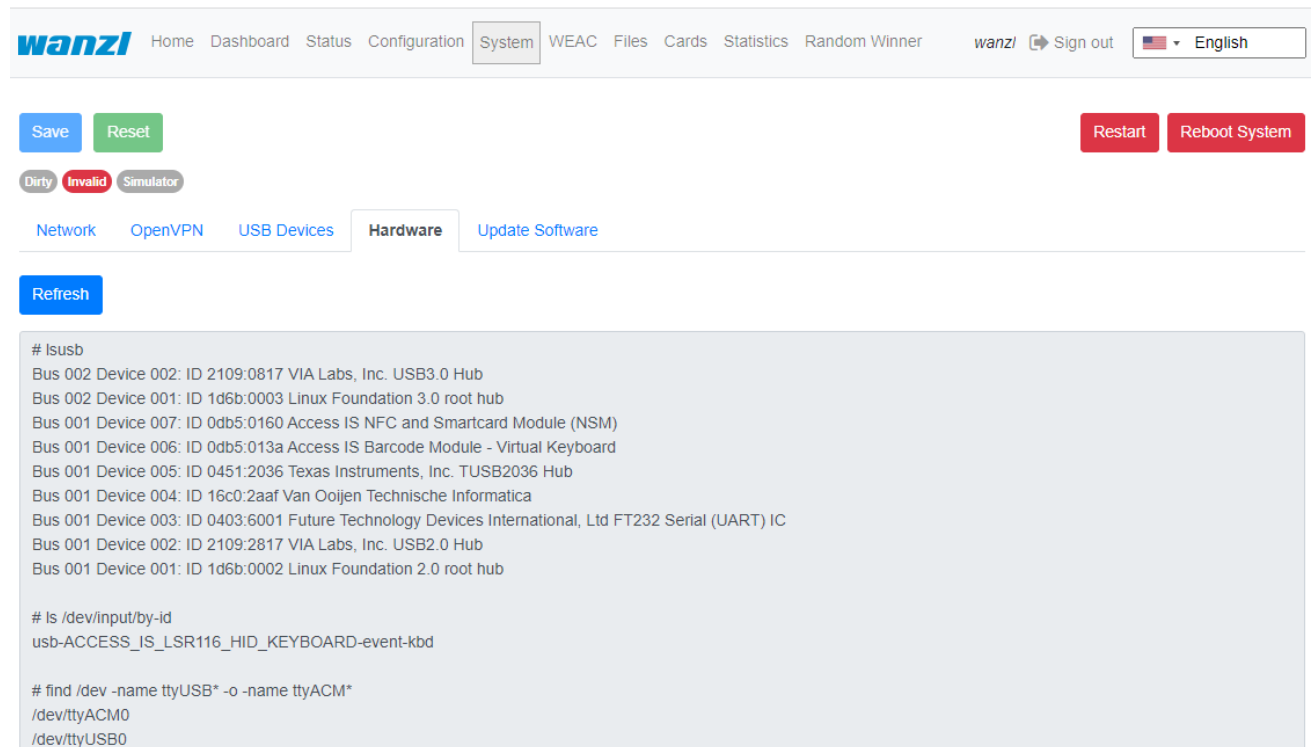 wanzl Home Dashboard Status Configuration System WEAC Files Cards Statistics Random Winner wanzl Sign out English
Save Reset Restart Reboot System
Dirty Invalid Simulator
Network OpenVPN USB Devices Hardware Update Software
Refresh
# lsusb
Bus 002 Device 002: ID 2109:0817 VIA Labs, Inc. USB3.0 Hub
Bus 002 Device 001: ID 1d6b:0003 Linux Foundation 3.0 root hub
Bus 001 Device 007: ID 0db5:0160 Access IS NFC and Smartcard Module (NSM)
Bus 001 Device 006: ID 0db5:013a Access IS Barcode Module - Virtual Keyboard
Bus 001 Device 005: ID 0451:2036 Texas Instruments, Inc. TUSB2036 Hub
Bus 001 Device 004: ID 16c0:2aaf Van Ooijen Technische Informatica
Bus 001 Device 003: ID 0403:6001 Future Technology Devices International, Ltd FT232 Serial (UART) IC
Bus 001 Device 002: ID 2109:2817 VIA Labs, Inc. USB2.0 Hub
Bus 001 Device 001: ID 1d6b:0002 Linux Foundation 2.0 root hub
# ls /dev/input/by-id
usb-ACCESS_IS_LSR116_HID_KEYBOARD-event-kbd
# find /dev -name ttyUSB* -o -name ttyACM*
/dev/ttyACM0
/dev/ttyUSB0